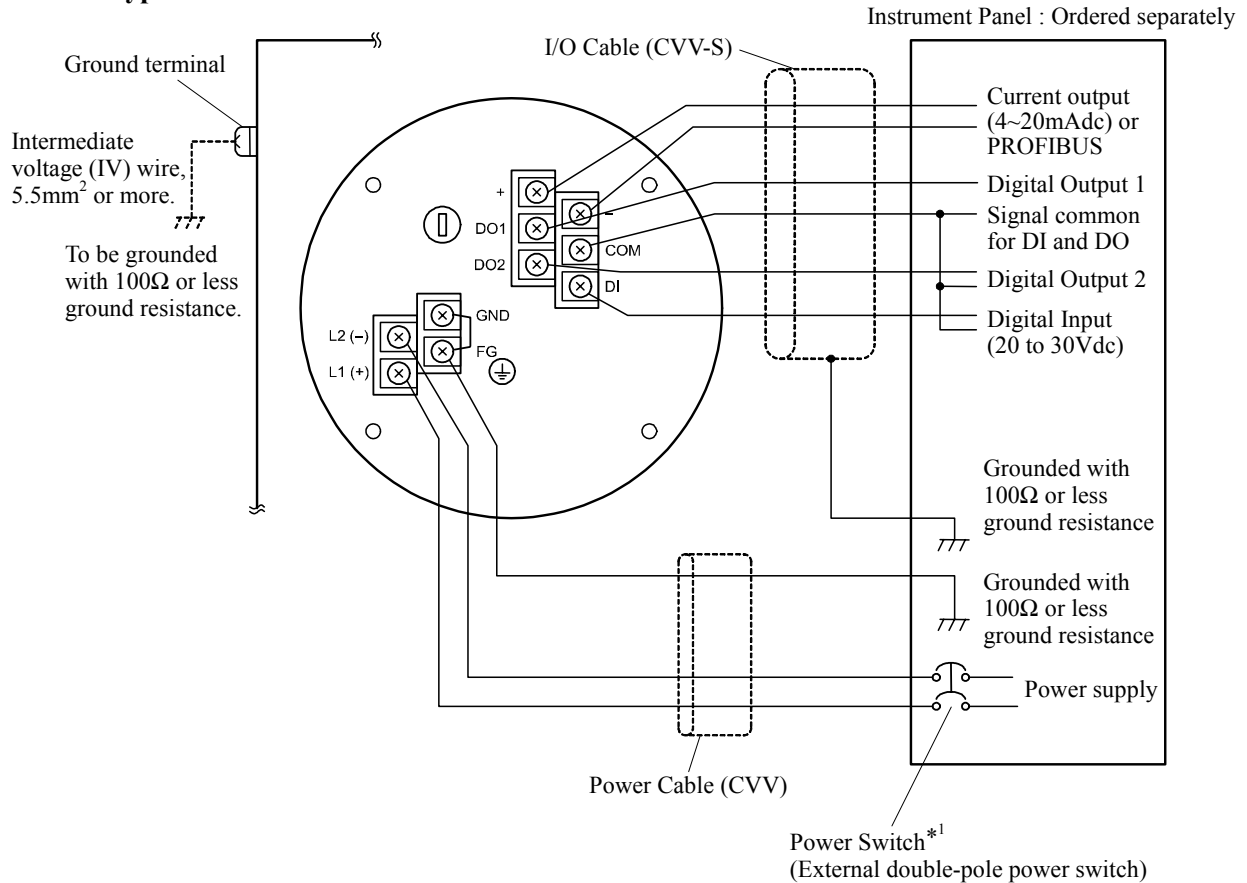 Instrument Panel : Ordered separately
I/O Cable (CVV-S)
Ground terminal
Intermediate
voltage (IV) wire,
5.5mm² or more.
To be grounded
with 100Ω or less
ground resistance.
Current output
(4~20mAdc) or
PROFIBUS
Digital Output 1
Signal common
for DI and DO
Digital Output 2
Digital Input
(20 to 30Vdc)
+
−
DO1
COM
DO2
DI
GND
L2 (−)
FG
L1 (+)
Grounded with
100Ω or less
ground resistance
Grounded with
100Ω or less
ground resistance
Power supply
Power Cable (CVV)
Power Switch*¹
(External double-pole power switch)